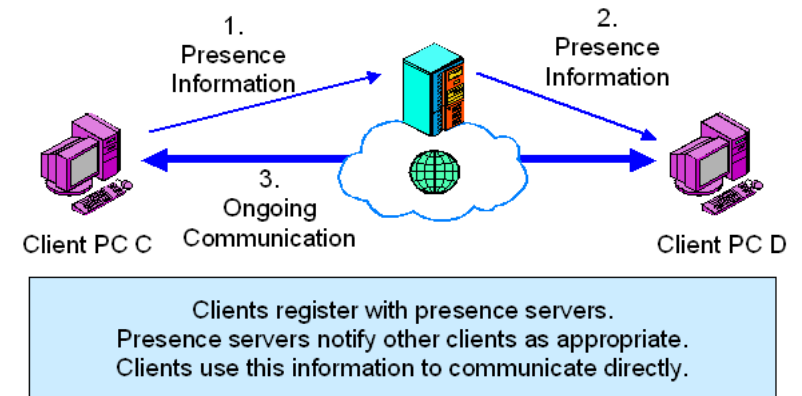 1.
Presence
Information
2.
Presence
Information
3.
Ongoing
Communication
Client PC C
Client PC D
Clients register with presence servers.
Presence servers notify other clients as appropriate.
Clients use this information to communicate directly.